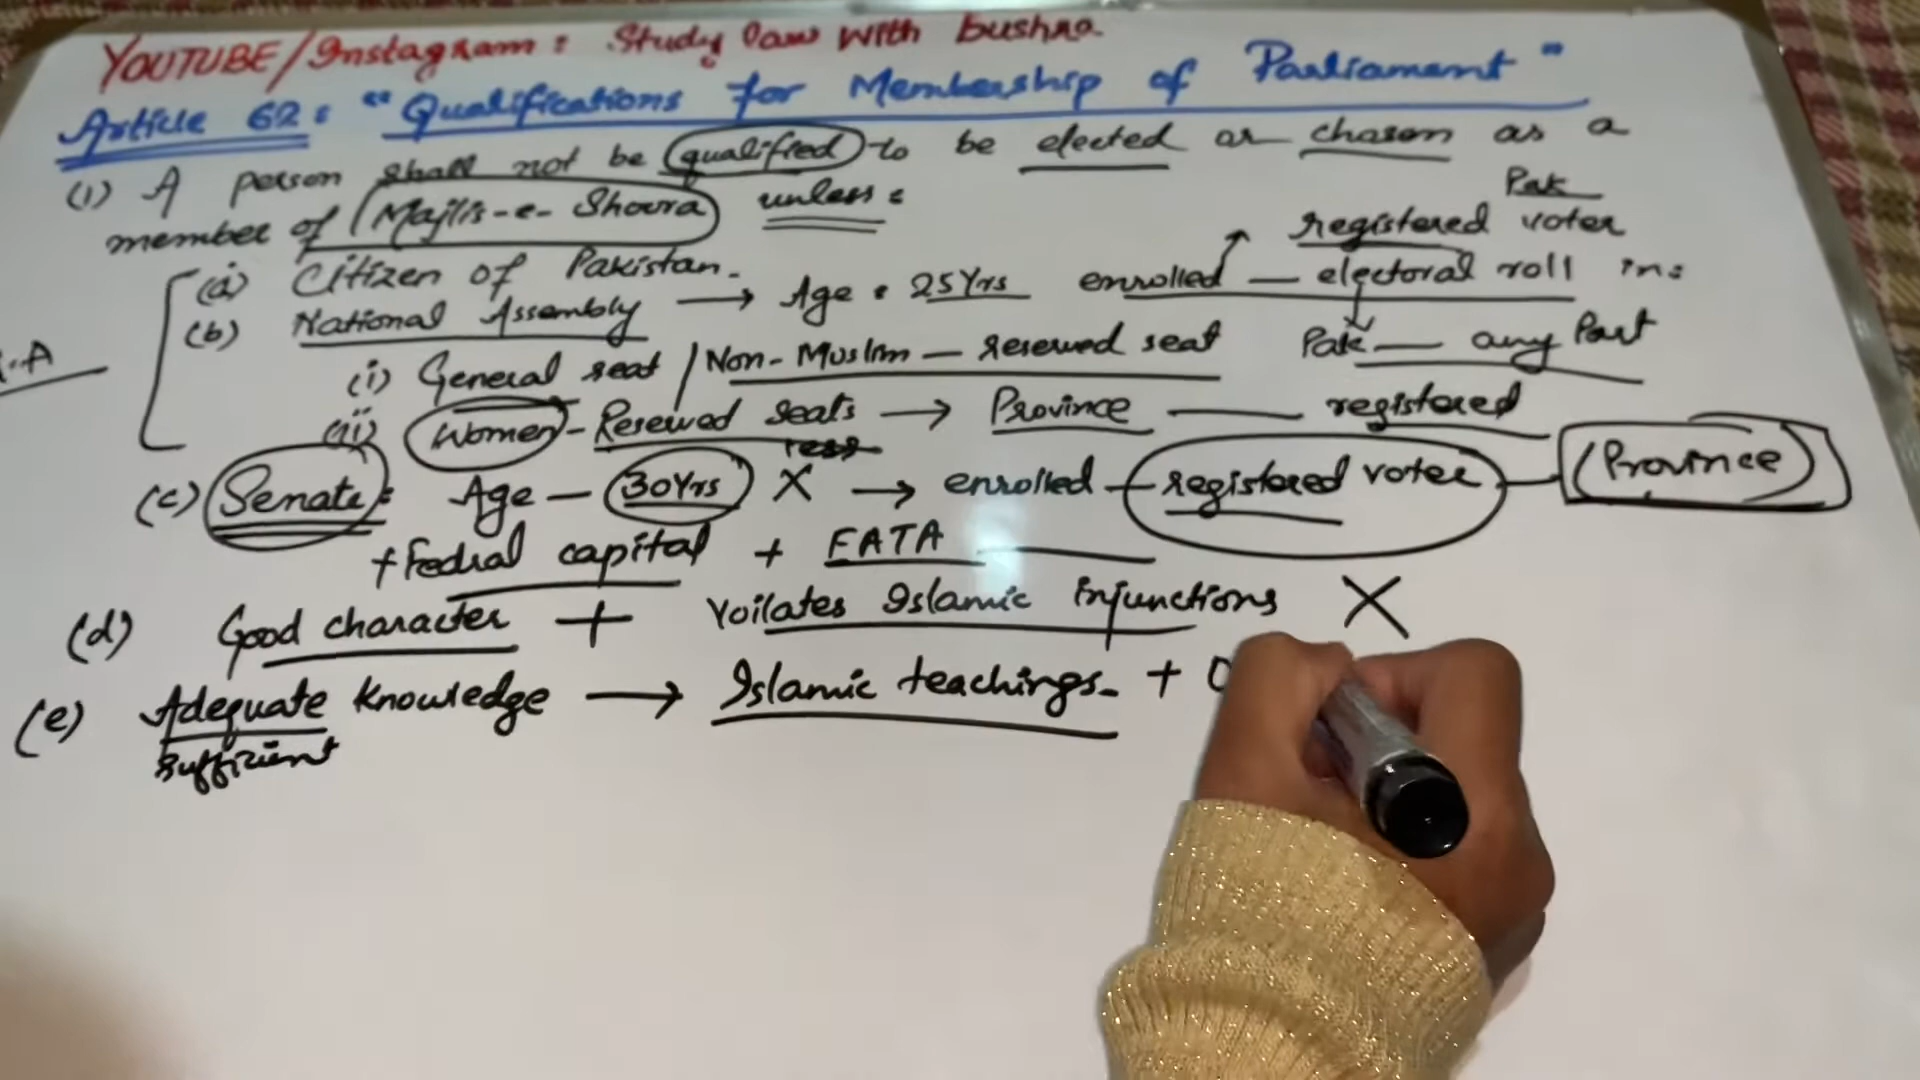 YOUTUBE/Instagram: Study law with bushra
Article 62: "Qualifications for Membership of Parliament"
(1) A person shall not be qualified to be elected or chosen as a
member of Majlis-e-Shoora unless:
Pak
registered voter
(a) Citizen of Pakistan.
(b) National Assembly → Age: 25Yrs enrolled — electoral roll in:
Pak — any Part
(i) General seat / Non-Muslim — reserved seat
(ii) Women - Reserved seats → Province — registered
less
(c) Senate: Age — 30Yrs X → enrolled — registered voter — (Province)
+ Fedral capital + FATA
(d) Good character + Voilates Islamic injunctions X
(e) Adequate knowledge → Islamic teachings. +
sufficient